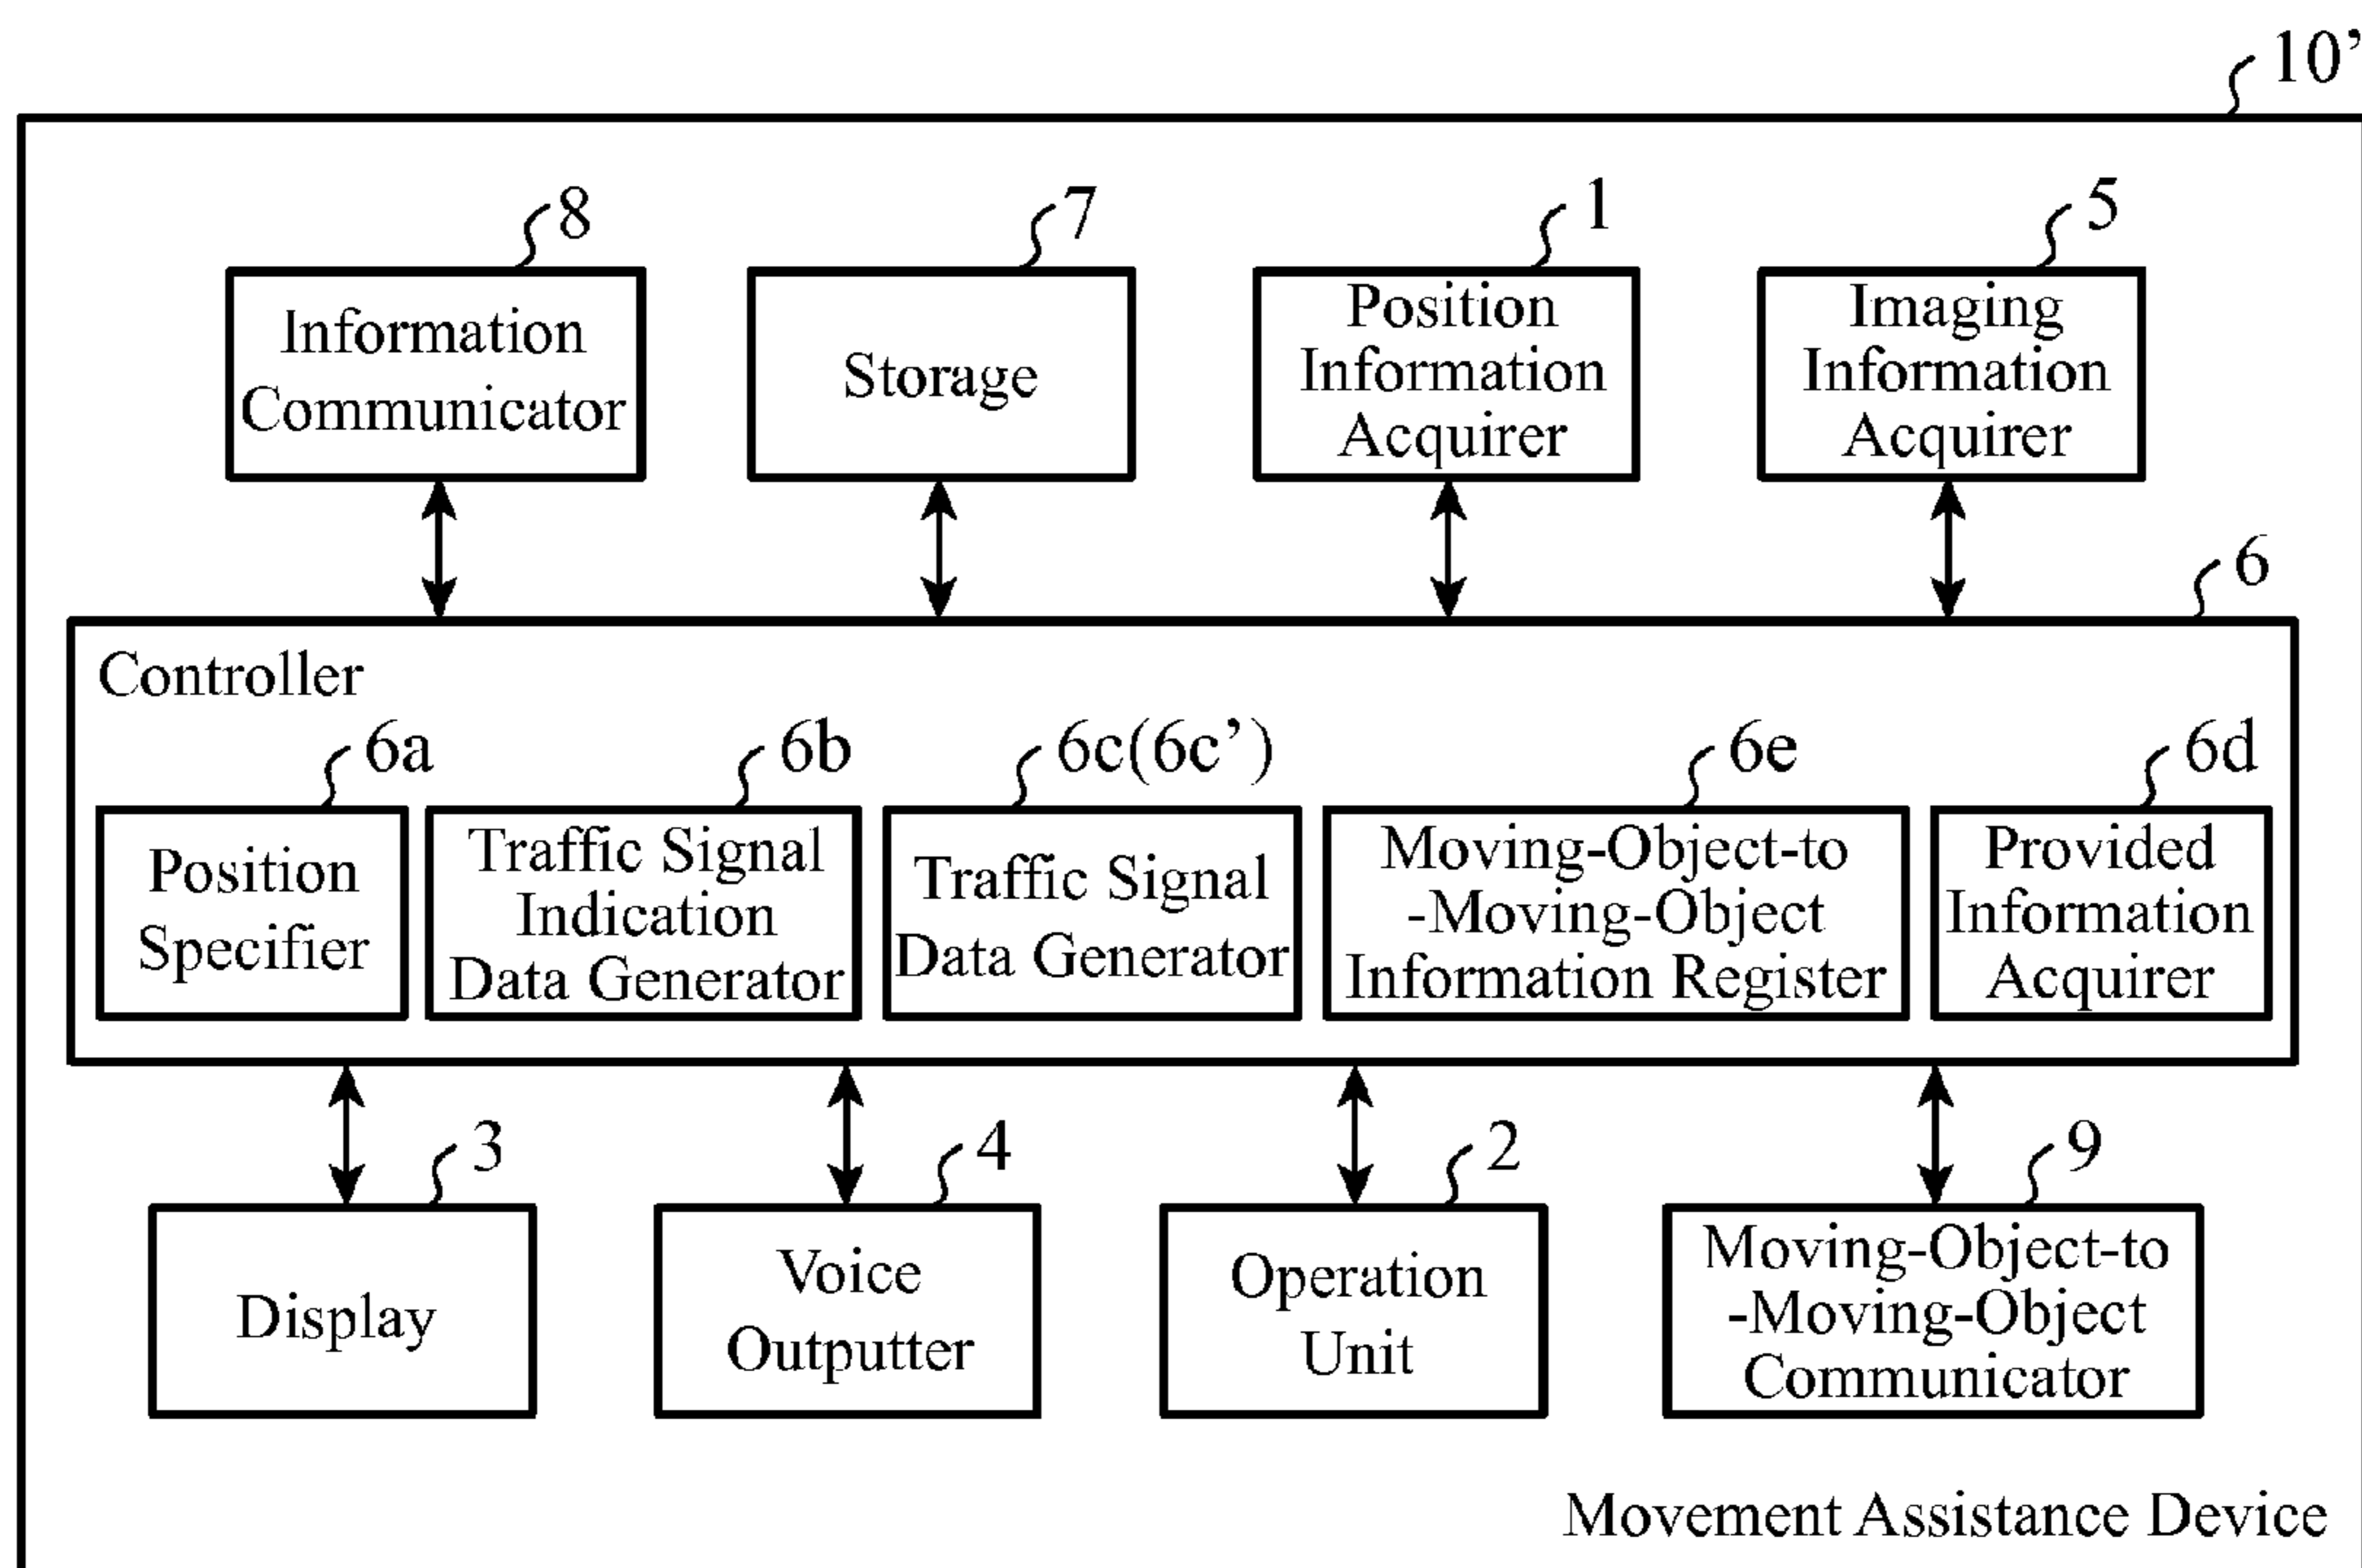 10’
8
7
1
5
Information
Communicator
Storage
Position
Information
Acquirer
Imaging
Information
Acquirer
6
Controller
6a
6b
6c(6c’)
6e
6d
Position
Specifier
Traffic Signal
Indication
Data Generator
Traffic Signal
Data Generator
Moving-Object-to
-Moving-Object
Information Register
Provided
Information
Acquirer
3
4
2
9
Display
Voice
Outputter
Operation
Unit
Moving-Object-to
-Moving-Object
Communicator
Movement Assistance Device